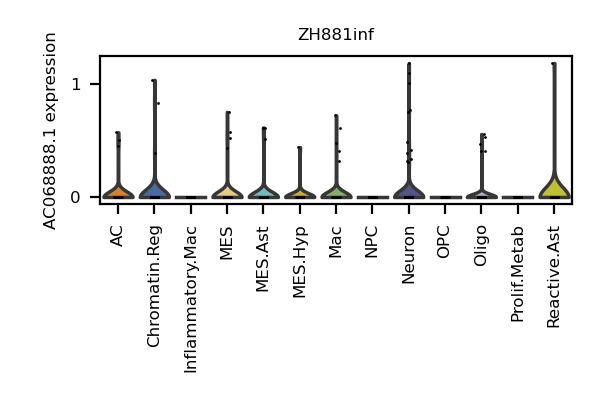 ZH881inf
AC068888.1 expression
1
0
AC
Chromatin.Reg
Inflammatory.Mac
MES
MES.Ast
MES.Hyp
Mac
NPC
Neuron
OPC
Oligo
Prolif.Metab
Reactive.Ast